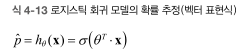 식 4-13 로지스틱 회귀 모델의 확률 추정(벡터 표현식)
p̂ = h_θ(x) = σ(θ^T · x)